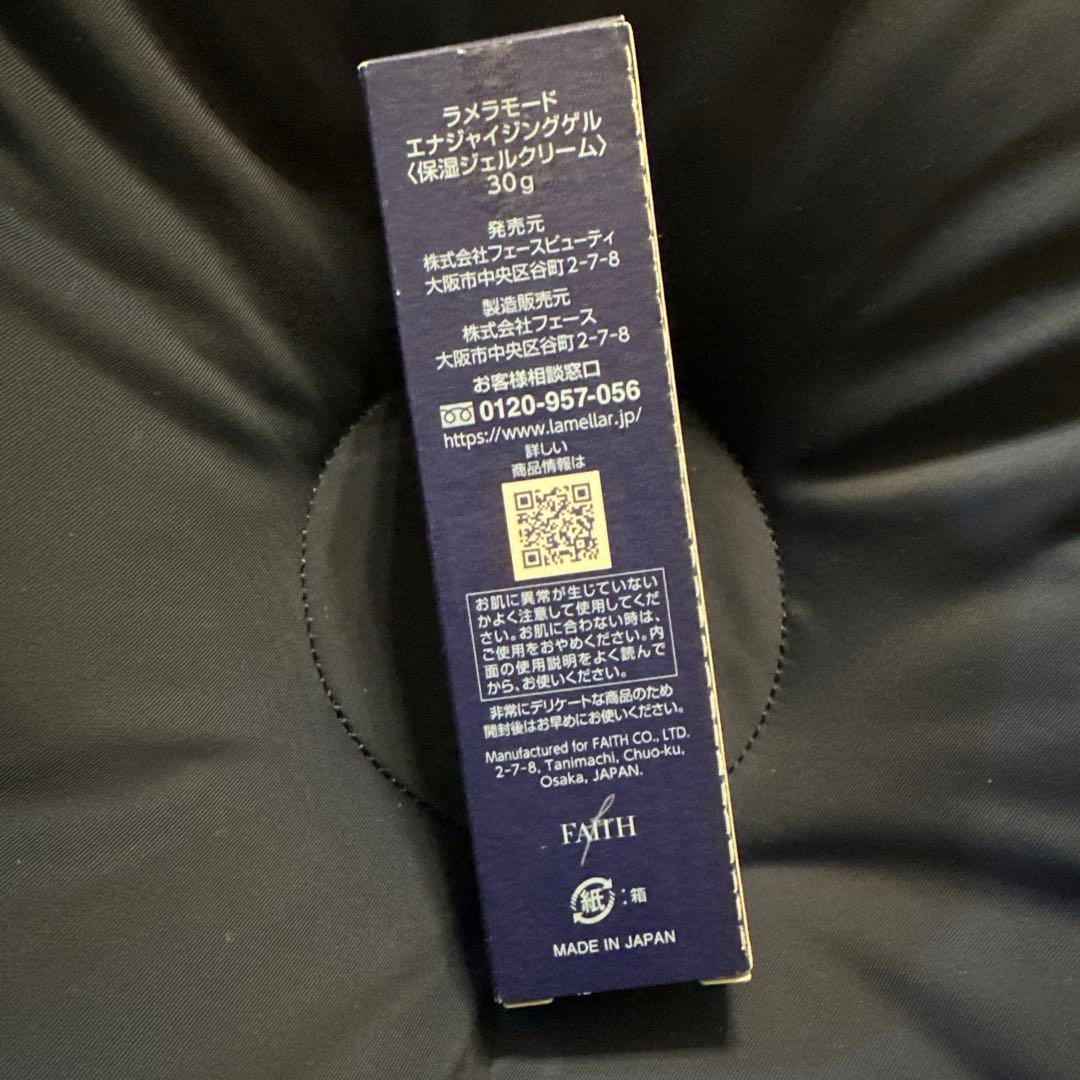 ラメラモード
エナジャイジングゲル
〈保湿ジェルクリーム〉
30g
発売元
株式会社フェースビューティ
大阪市中央区谷町2-7-8
製造販売元
株式会社フェース
大阪市中央区谷町2-7-8
お客様相談窓口
0120-957-056
https://www.lamellar.jp/
詳しい
商品情報は
お肌に異常が生じていない
かよく注意して使用してくだ
さい。お肌に合わない時は、
ご使用をおやめください。内
面の使用説明をよく読んで
から、お使いください。
非常にデリケートな商品のため
開封後はお早めにお使いください。
Manufactured for FAITH CO., LTD.
2-7-8, Tanimachi, Chuo-ku,
Osaka, JAPAN.
FAITH
紙:箱
MADE IN JAPAN